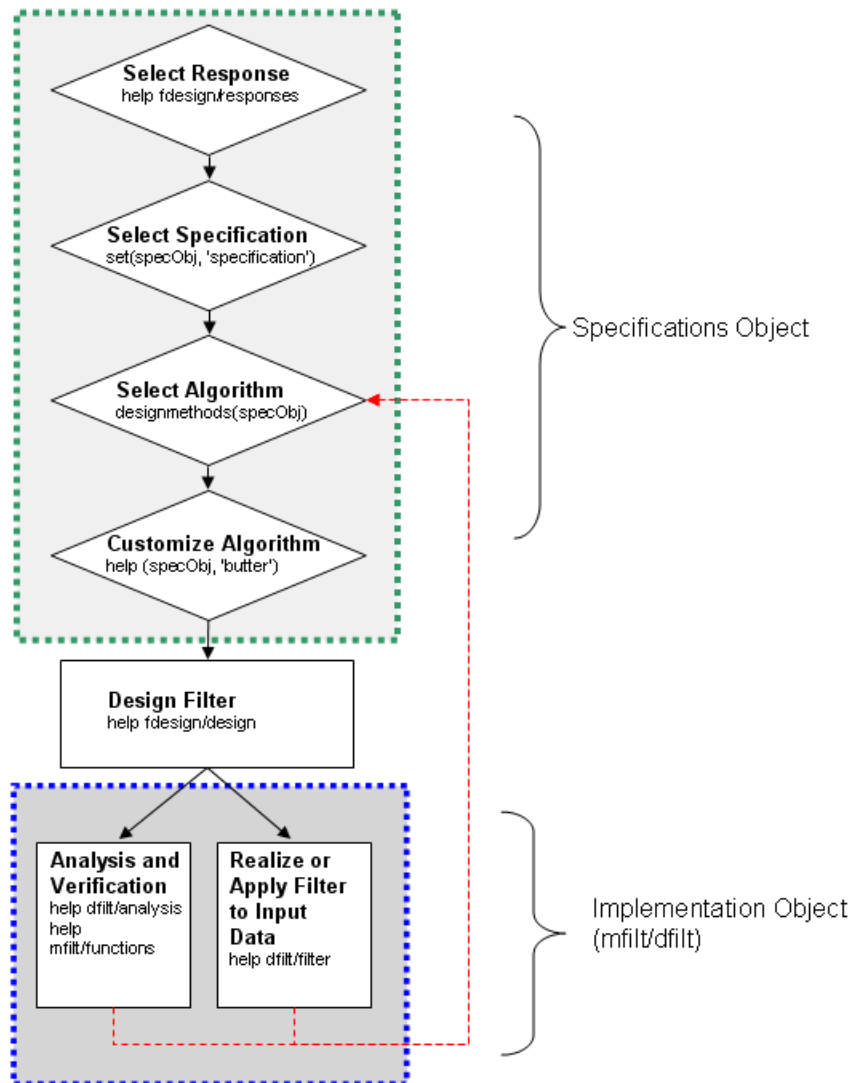 Select Response
help fdesign/responses
Select Specification
set(specObj, 'specification')
Specifications Object
Select Algorithm
designmethods(specObj)
Customize Algorithm
help (specObj, 'butter')
Design Filter
help fdesign/design
Analysis and
Verification
help dfilt/analysis
help
mfilt/functions
Realize or
Apply Filter
to Input
Data
help dfilt/filter
Implementation Object
(mfilt/dfilt)